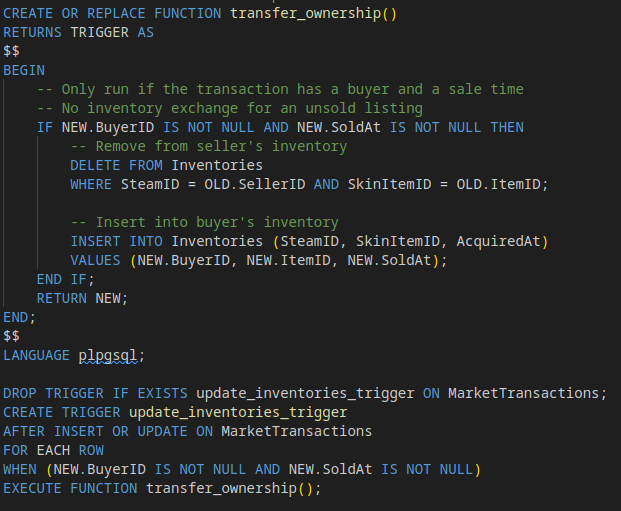 CREATE OR REPLACE FUNCTION transfer_ownership()
RETURNS TRIGGER AS
$$
BEGIN
    -- Only run if the transaction has a buyer and a sale time
    -- No inventory exchange for an unsold listing
    IF NEW.BuyerID IS NOT NULL AND NEW.SoldAt IS NOT NULL THEN
        -- Remove from seller's inventory
        DELETE FROM Inventories
        WHERE SteamID = OLD.SellerID AND SkinItemID = OLD.ItemID;

        -- Insert into buyer's inventory
        INSERT INTO Inventories (SteamID, SkinItemID, AcquiredAt)
        VALUES (NEW.BuyerID, NEW.ItemID, NEW.SoldAt);
    END IF;
    RETURN NEW;
END;
$$
LANGUAGE plpgsql;

DROP TRIGGER IF EXISTS update_inventories_trigger ON MarketTransactions;
CREATE TRIGGER update_inventories_trigger
AFTER INSERT OR UPDATE ON MarketTransactions
FOR EACH ROW
WHEN (NEW.BuyerID IS NOT NULL AND NEW.SoldAt IS NOT NULL)
EXECUTE FUNCTION transfer_ownership();